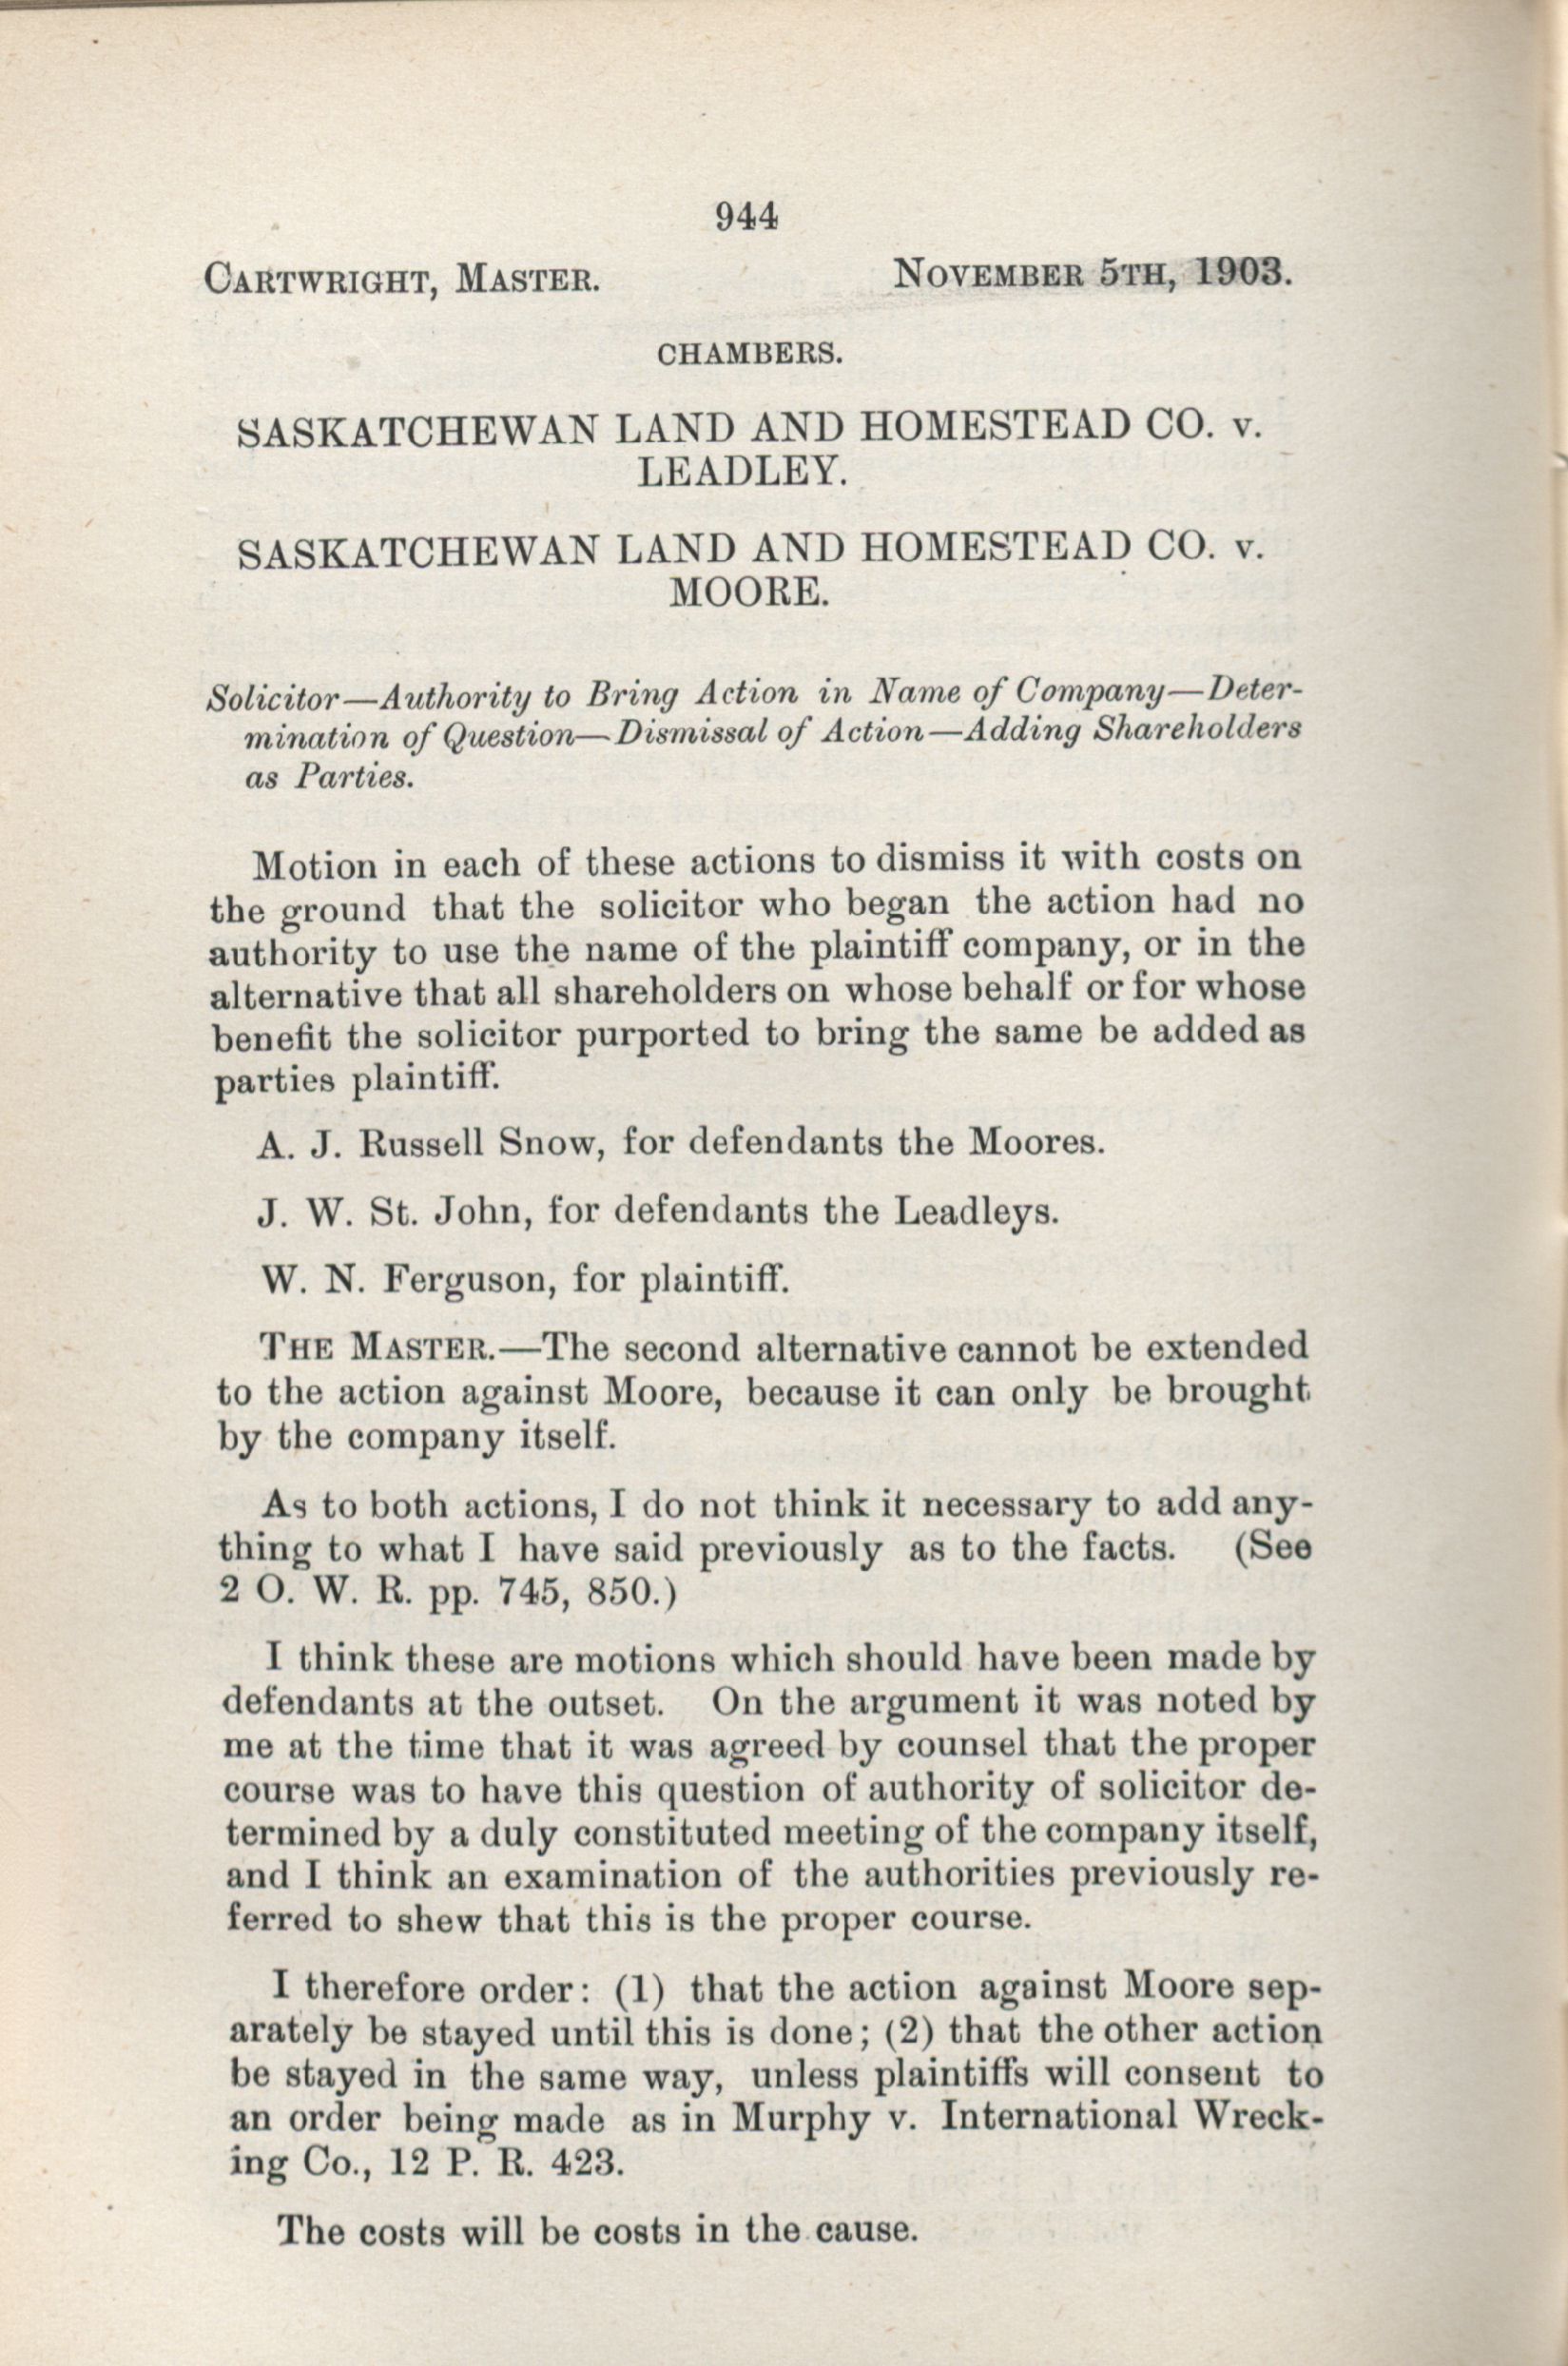 944
CARTWRIGHT, MASTER. NOVEMBER 5TH, 1903.
CHAMBERS.
SASKATCHEWAN LAND AND HOMESTEAD CO. v.
LEADLEY.
SASKATCHEWAN LAND AND HOMESTEAD CO. v.
MOORE.
Solicitor—Authority to Bring Action in Name of Company—Deter-
mination of Question—Dismissal of Action—Adding Shareholders
as Parties.
Motion in each of these actions to dismiss it with costs on
the ground that the solicitor who began the action had no
authority to use the name of the plaintiff company, or in the
alternative that all shareholders on whose behalf or for whose
benefit the solicitor purported to bring the same be added as
parties plaintiff.
A. J. Russell Snow, for defendants the Moores.
J. W. St. John, for defendants the Leadleys.
W. N. Ferguson, for plaintiff.
THE MASTER.—The second alternative cannot be extended
to the action against Moore, because it can only be brought
by the company itself.
As to both actions, I do not think it necessary to add any-
thing to what I have said previously as to the facts. (See
2 O. W. R. pp. 745, 850.)
I think these are motions which should have been made by
defendants at the outset. On the argument it was noted by
me at the time that it was agreed by counsel that the proper
course was to have this question of authority of solicitor de-
termined by a duly constituted meeting of the company itself,
and I think an examination of the authorities previously re-
ferred to shew that this is the proper course.
I therefore order: (1) that the action against Moore sep-
arately be stayed until this is done; (2) that the other action
be stayed in the same way, unless plaintiffs will consent to
an order being made as in Murphy v. International Wreck-
ing Co., 12 P. R. 423.
The costs will be costs in the cause.